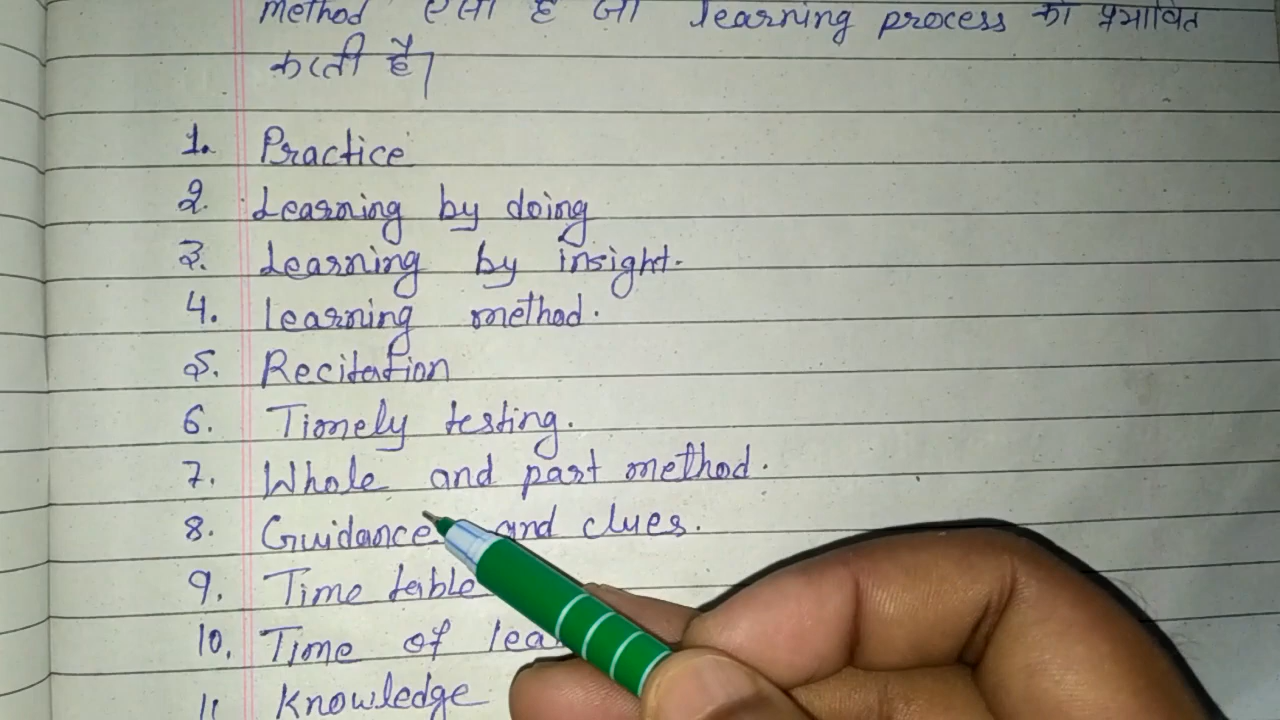 method ऐसी है जो learning process को प्रभावित
करती है।
1. Practice
2. Learning by doing
3. Learning by insight.
4. learning method.
5. Recitation
6. Timely testing.
7. Whole and part method.
8. Guidance and clues.
9. Time table
10. Time of
11 Knowledge